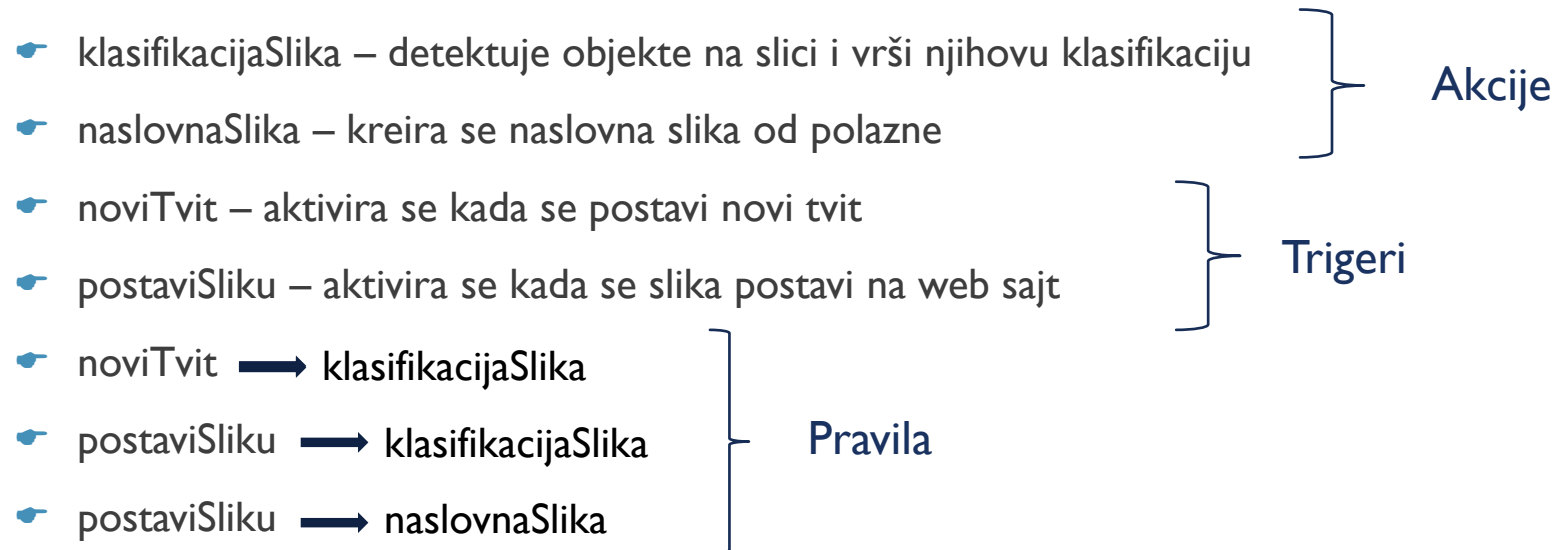 klasifikacijaSlika – detektuje objekte na slici i vrši njihovu klasifikaciju
Akcije
naslovnaSlika – kreira se naslovna slika od polazne
noviTvit – aktivira se kada se postavi novi tvit
Trigeri
postaviSliku – aktivira se kada se slika postavi na web sajt
noviTvit → klasifikacijaSlika
postaviSliku → klasifikacijaSlika
Pravila
postaviSliku → naslovnaSlika